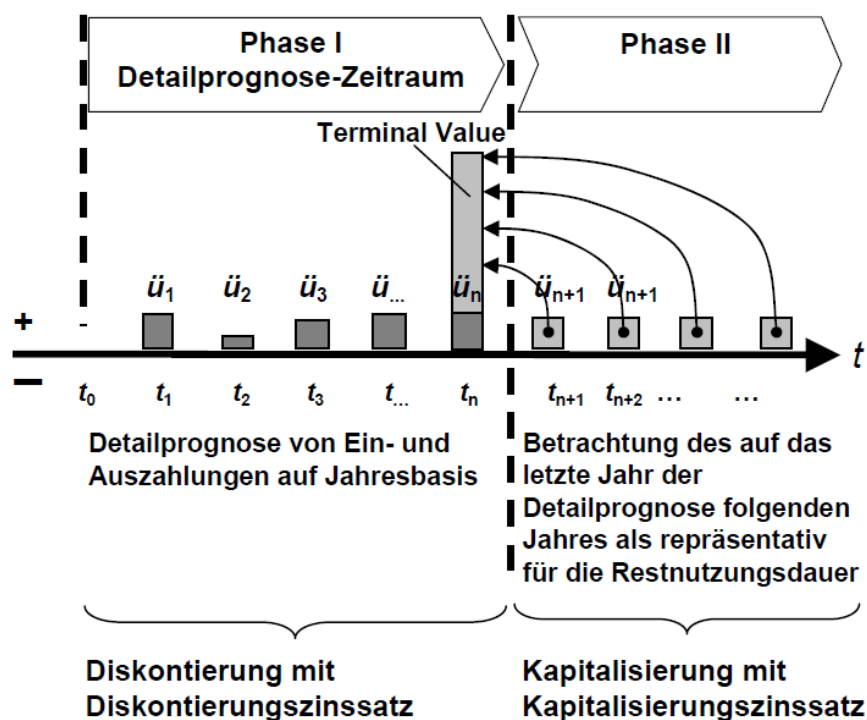 Phase I
Detailprognose-Zeitraum
Phase II
Terminal Value
ü1 ü2 ü3 ü... ün ün+1 ün+1
+
– t
t0 t1 t2 t3 t... tn tn+1 tn+2 ... ...
Detailprognose von Ein- und
Auszahlungen auf Jahresbasis
Betrachtung des auf das
letzte Jahr der
Detailprognose folgenden
Jahres als repräsentativ
für die Restnutzungsdauer
Diskontierung mit
Diskontierungszinssatz
Kapitalisierung mit
Kapitalisierungszinssatz